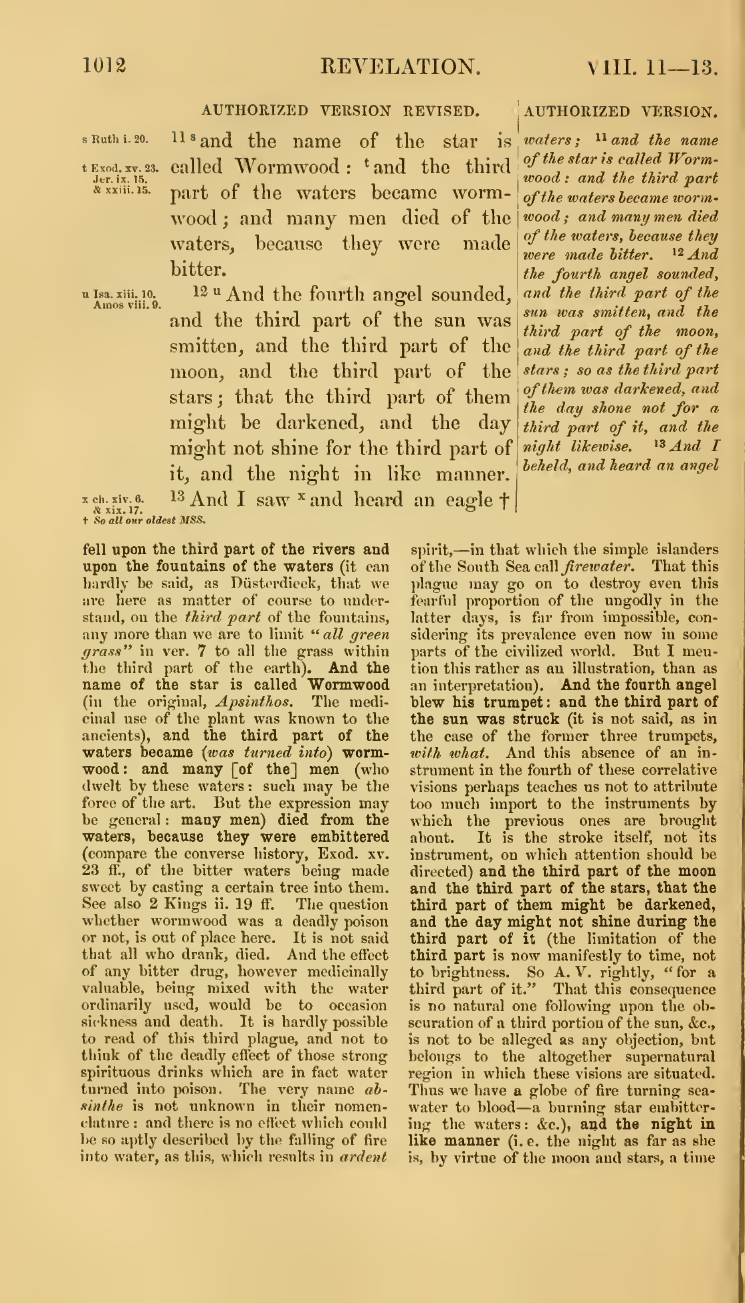 1012 REVELATION. VIII. 11—13.
AUTHORIZED VERSION REVISED.
s Ruth i. 20.
t Exod. xv. 23.
Jer. ix. 15.
& xxiii. 15.
11 s and the name of the star is
called Wormwood : t and the third
part of the waters became worm-
wood ; and many men died of the
waters, because they were made
bitter.
u Isa. xiii. 10.
Amos viii. 9.
12 u And the fourth angel sounded,
and the third part of the sun was
smitten, and the third part of the
moon, and the third part of the
stars ; that the third part of them
might be darkened, and the day
might not shine for the third part of
it, and the night in like manner.
x ch. xiv. 6.
& xix. 17.
13 And I saw x and heard an eagle †
† So all our oldest MSS.
AUTHORIZED VERSION.
waters ; 11 and the name
of the star is called Worm-
wood : and the third part
of the waters became worm-
wood ; and many men died
of the waters, because they
were made bitter. 12 And
the fourth angel sounded,
and the third part of the
sun was smitten, and the
third part of the moon,
and the third part of the
stars ; so as the third part
of them was darkened, and
the day shone not for a
third part of it, and the
night likewise. 13 And I
beheld, and heard an angel
fell upon the third part of the rivers and
upon the fountains of the waters (it can
hardly be said, as Düsterdieck, that we
are here as matter of course to under-
stand, on the third part of the fountains,
any more than we are to limit “ all green
grass” in ver. 7 to all the grass within
the third part of the earth). And the
name of the star is called Wormwood
(in the original, Apsinthos. The medi-
cinal use of the plant was known to the
ancients), and the third part of the
waters became (was turned into) worm-
wood : and many [of the] men (who
dwelt by these waters : such may be the
force of the art. But the expression may
be general : many men) died from the
waters, because they were embittered
(compare the converse history, Exod. xv.
23 ff., of the bitter waters being made
sweet by casting a certain tree into them.
See also 2 Kings ii. 19 ff. The question
whether wormwood was a deadly poison
or not, is out of place here. It is not said
that all who drank, died. And the effect
of any bitter drug, however medicinally
valuable, being mixed with the water
ordinarily used, would be to occasion
sickness and death. It is hardly possible
to read of this third plague, and not to
think of the deadly effect of those strong
spirituous drinks which are in fact water
turned into poison. The very name ab-
sinthe is not unknown in their nomen-
clature : and there is no effect which could
be so aptly described by the falling of fire
into water, as this, which results in ardent
spirit,—in that which the simple islanders
of the South Sea call firewater. That this
plague may go on to destroy even this
fearful proportion of the ungodly in the
latter days, is far from impossible, con-
sidering its prevalence even now in some
parts of the civilized world. But I men-
tion this rather as an illustration, than as
an interpretation). And the fourth angel
blew his trumpet : and the third part of
the sun was struck (it is not said, as in
the case of the former three trumpets,
with what. And this absence of an in-
strument in the fourth of these correlative
visions perhaps teaches us not to attribute
too much import to the instruments by
which the previous ones are brought
about. It is the stroke itself, not its
instrument, on which attention should be
directed) and the third part of the moon
and the third part of the stars, that the
third part of them might be darkened,
and the day might not shine during the
third part of it (the limitation of the
third part is now manifestly to time, not
to brightness. So A. V. rightly, “ for a
third part of it.” That this consequence
is no natural one following upon the ob-
scuration of a third portion of the sun, &c.,
is not to be alleged as any objection, but
belongs to the altogether supernatural
region in which these visions are situated.
Thus we have a globe of fire turning sea-
water to blood—a burning star embitter-
ing the waters : &c.), and the night in
like manner (i. e. the night as far as she
is, by virtue of the moon and stars, a time